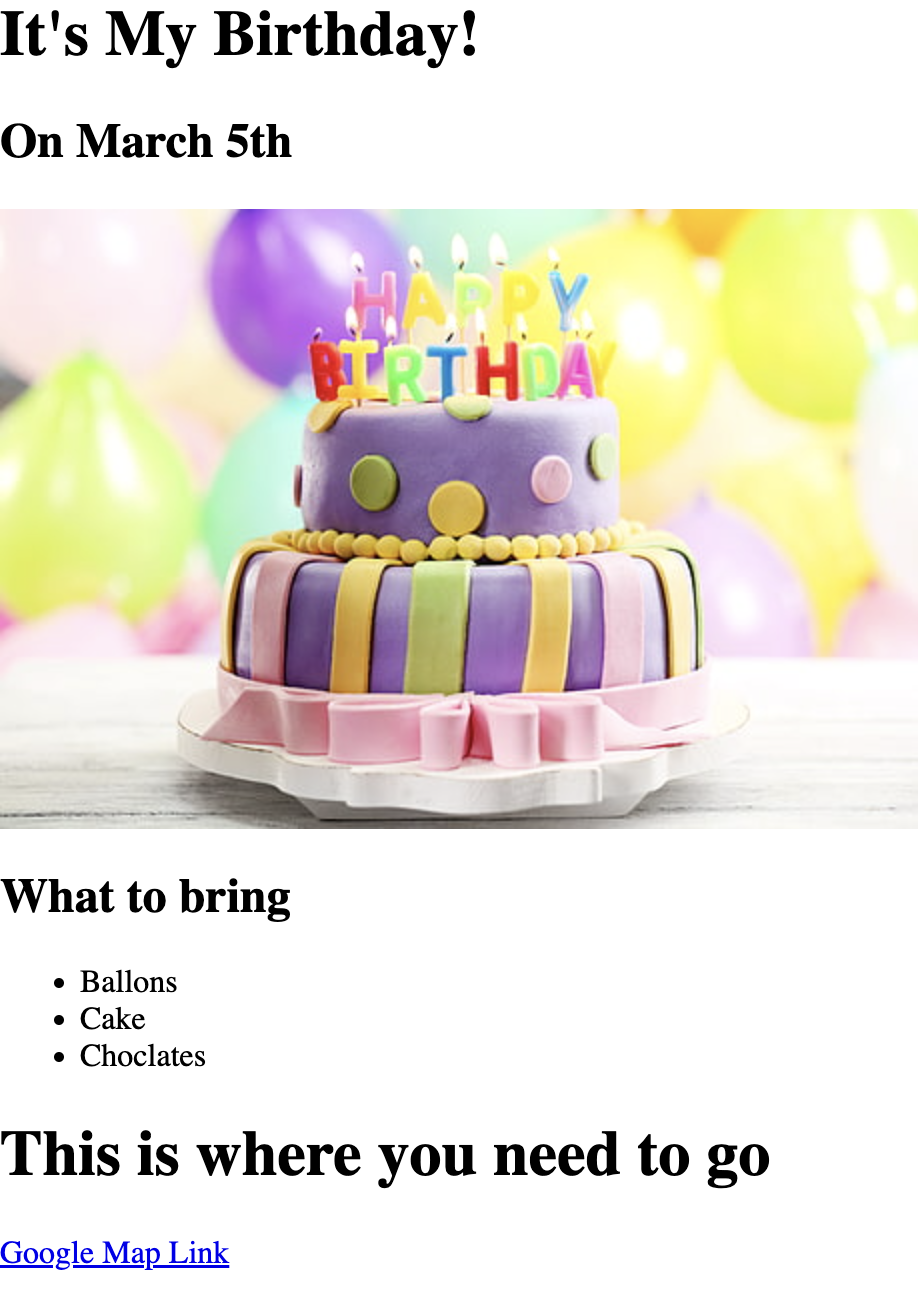 It's My Birthday!
On March 5th
HAPPY
BIRTHDAY
What to bring
Ballons
Cake
Choclates
This is where you need to go
Google Map Link